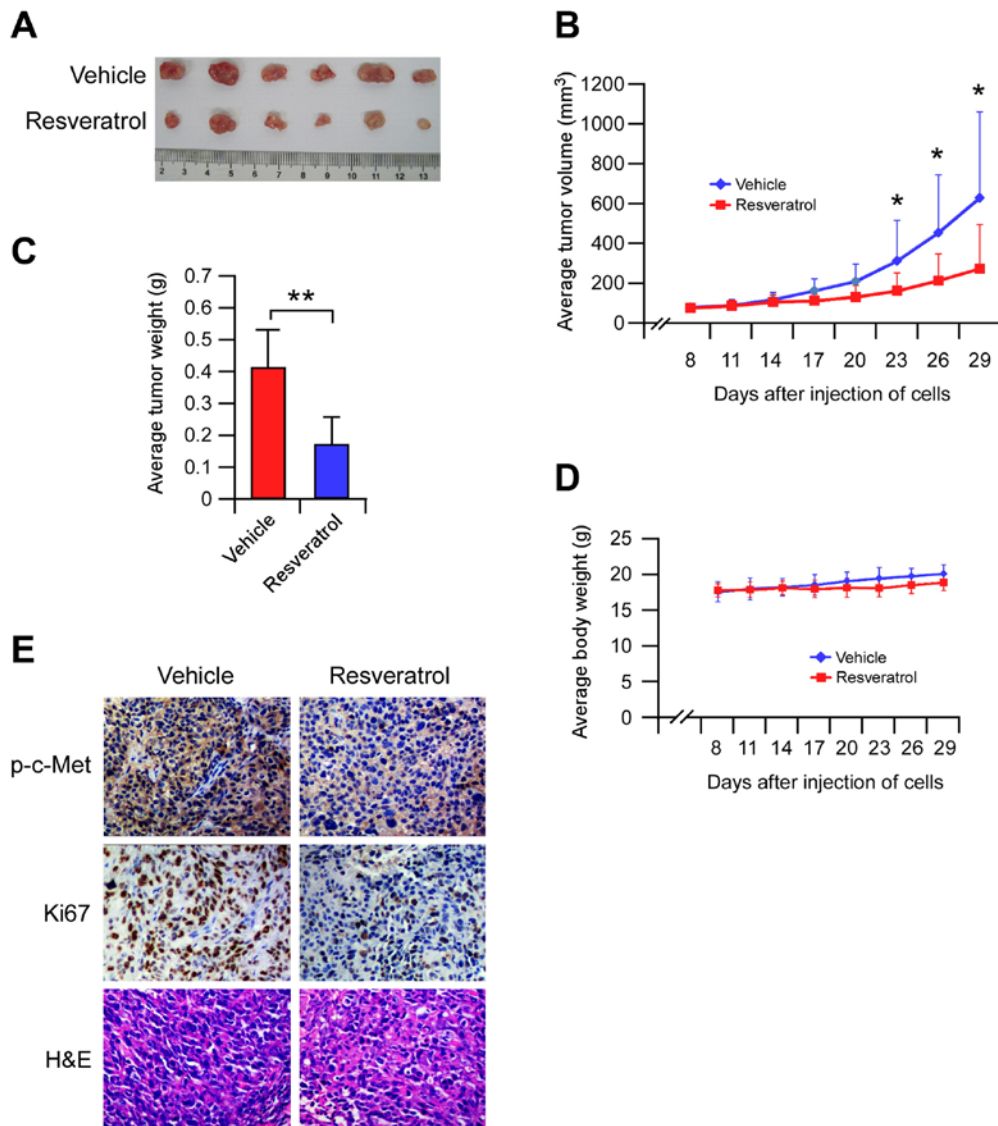 A
Vehicle
Resveratrol
2 3 4 5 6 7 8 9 10 11 12 13
B
Average tumor volume (mm³)
1200
1000
800
600
400
200
0
Vehicle
Resveratrol
* * *
8 11 14 17 20 23 26 29
Days after injection of cells
C
Average tumor weight (g)
0.7
0.6
0.5
0.4
0.3
0.2
0.1
0
**
Vehicle
Resveratrol
D
Average body weight (g)
25
20
15
10
5
0
Vehicle
Resveratrol
8 11 14 17 20 23 26 29
Days after injection of cells
E
Vehicle Resveratrol
p-c-Met
Ki67
H&E